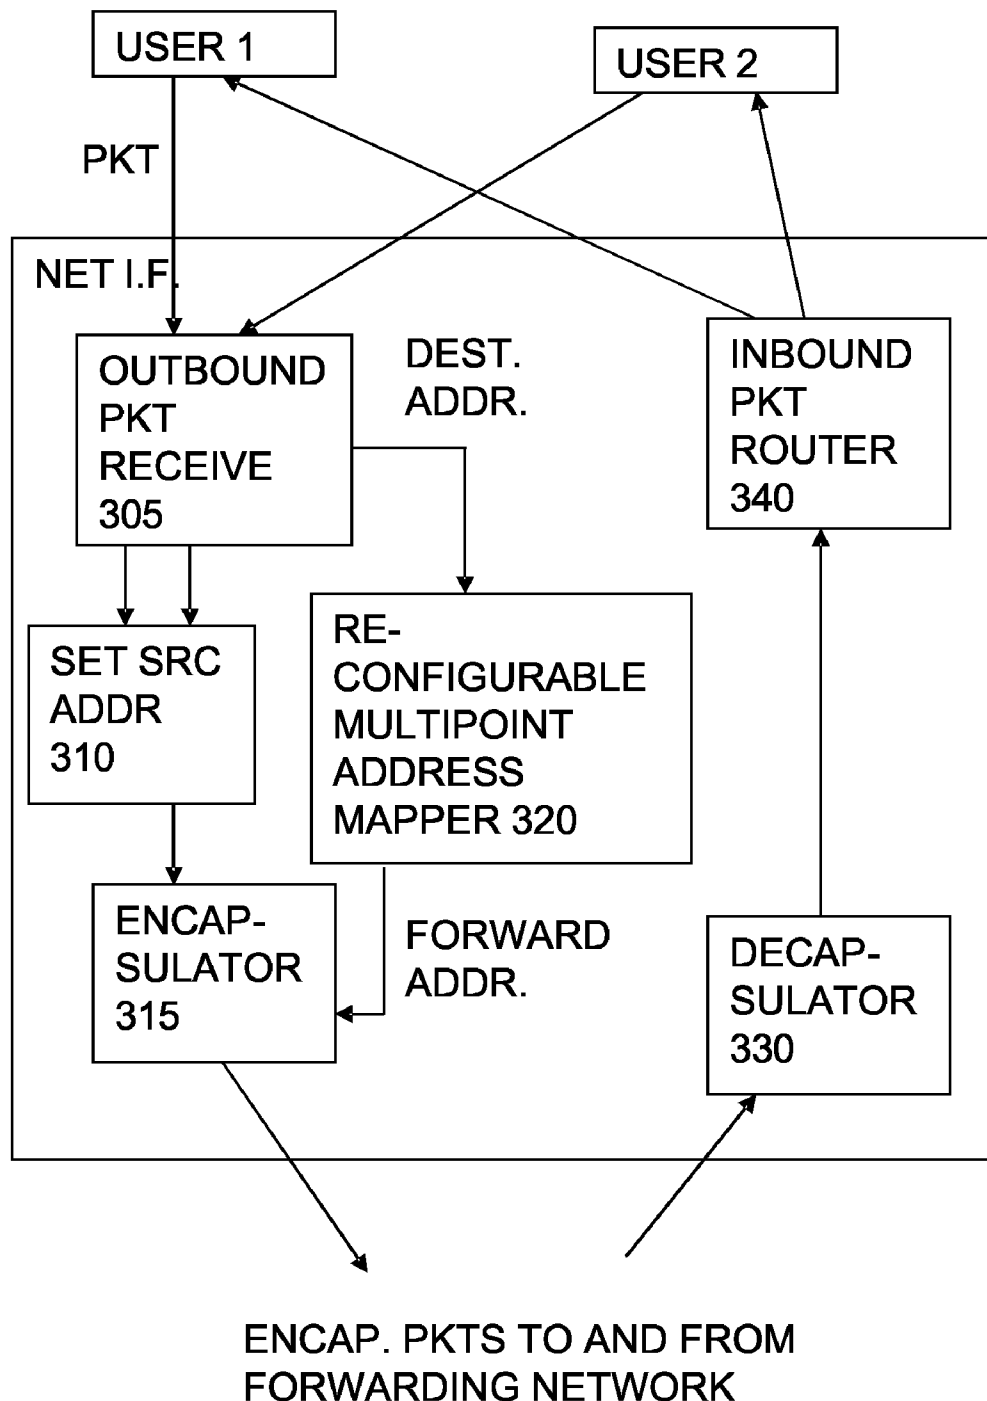 USER 1
USER 2
PKT
NET I.F.
OUTBOUND
PKT
RECEIVE
305
DEST.
ADDR.
INBOUND
PKT
ROUTER
340
SET SRC
ADDR
310
RE-
CONFIGURABLE
MULTIPOINT
ADDRESS
MAPPER 320
ENCAP-
SULATOR
315
FORWARD
ADDR.
DECAP-
SULATOR
330
ENCAP. PKTS TO AND FROM
FORWARDING NETWORK